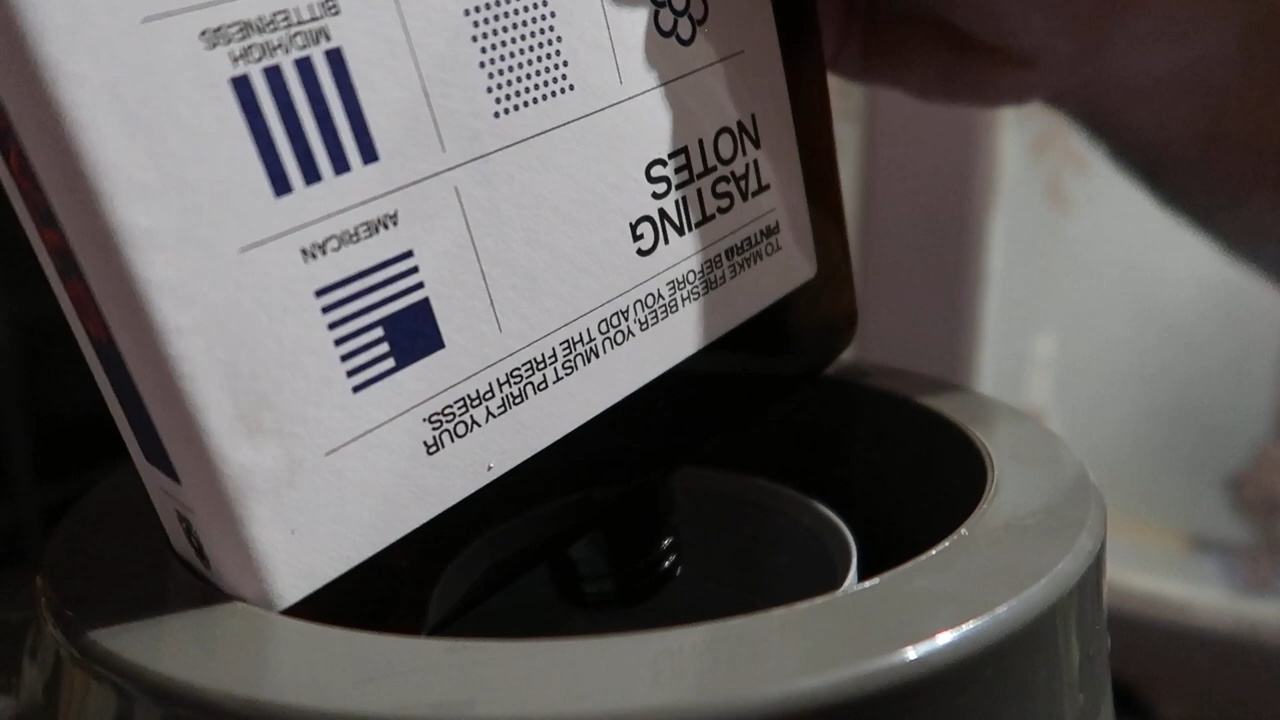 TO MAKE FRESH BEER, YOU MUST PURIFY YOUR
PINTER BEFORE YOU ADD THE FRESH PRESS.
TASTING
NOTES
AMERICAN
MID/HIGH
BITTERNESS